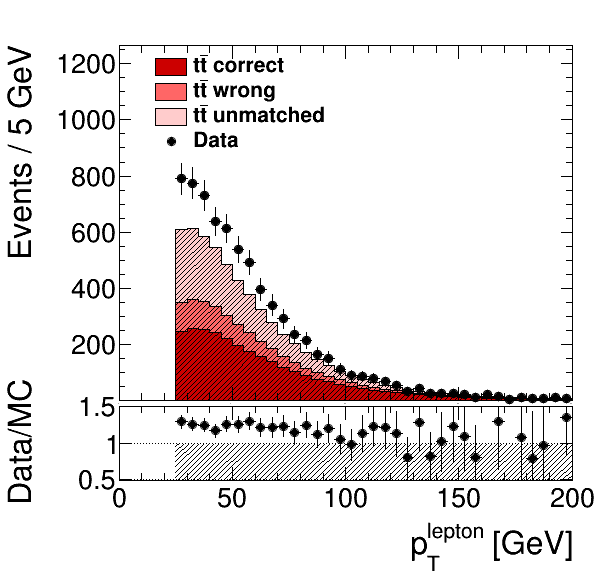 Events / 5 GeV
1200
1000
800
600
400
200
tt̄ correct
tt̄ wrong
tt̄ unmatched
Data
Data/MC
1.5
1
0.5
0 50 100 150 200
p_T^lepton [GeV]